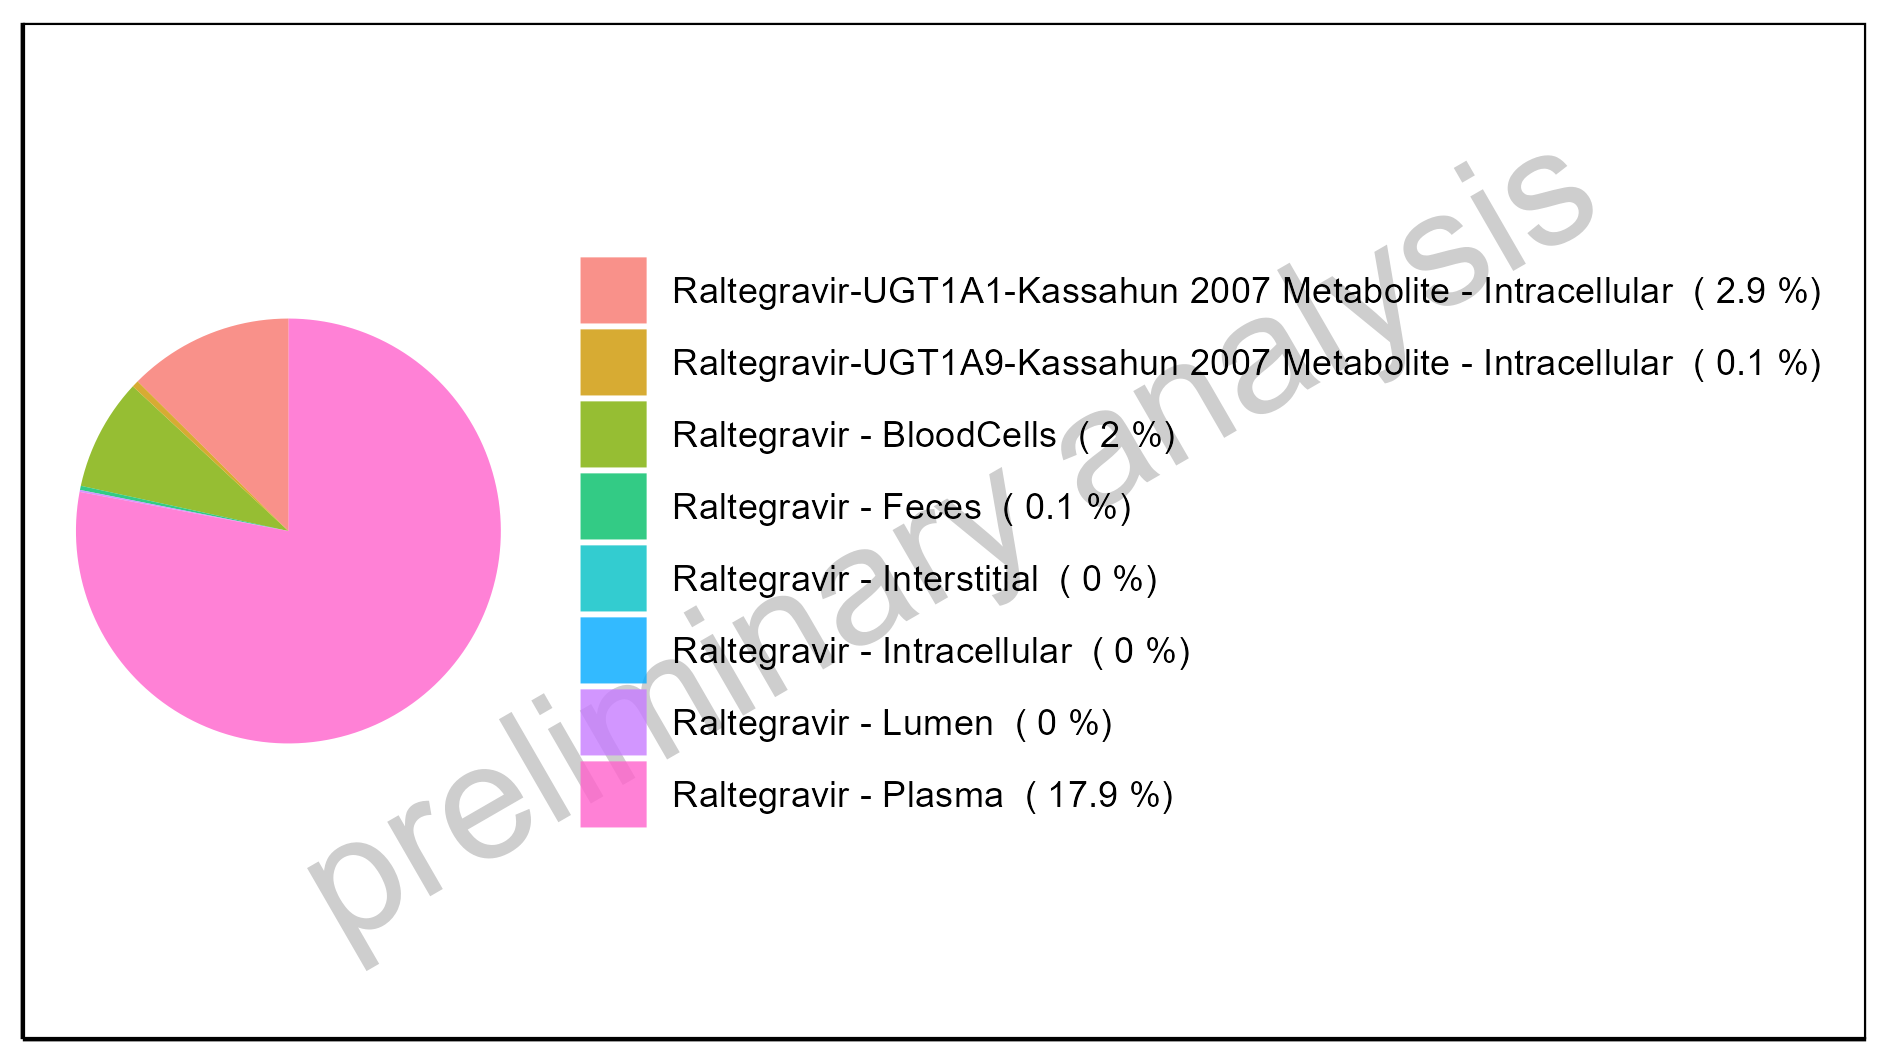 Raltegravir-UGT1A1-Kassahun 2007 Metabolite - Intracellular  ( 2.9 %)
Raltegravir-UGT1A9-Kassahun 2007 Metabolite - Intracellular  ( 0.1 %)
Raltegravir - BloodCells  ( 2 %)
Raltegravir - Feces  ( 0.1 %)
Raltegravir - Interstitial  ( 0 %)
Raltegravir - Intracellular  ( 0 %)
Raltegravir - Lumen  ( 0 %)
Raltegravir - Plasma  ( 17.9 %)
preliminary analysis